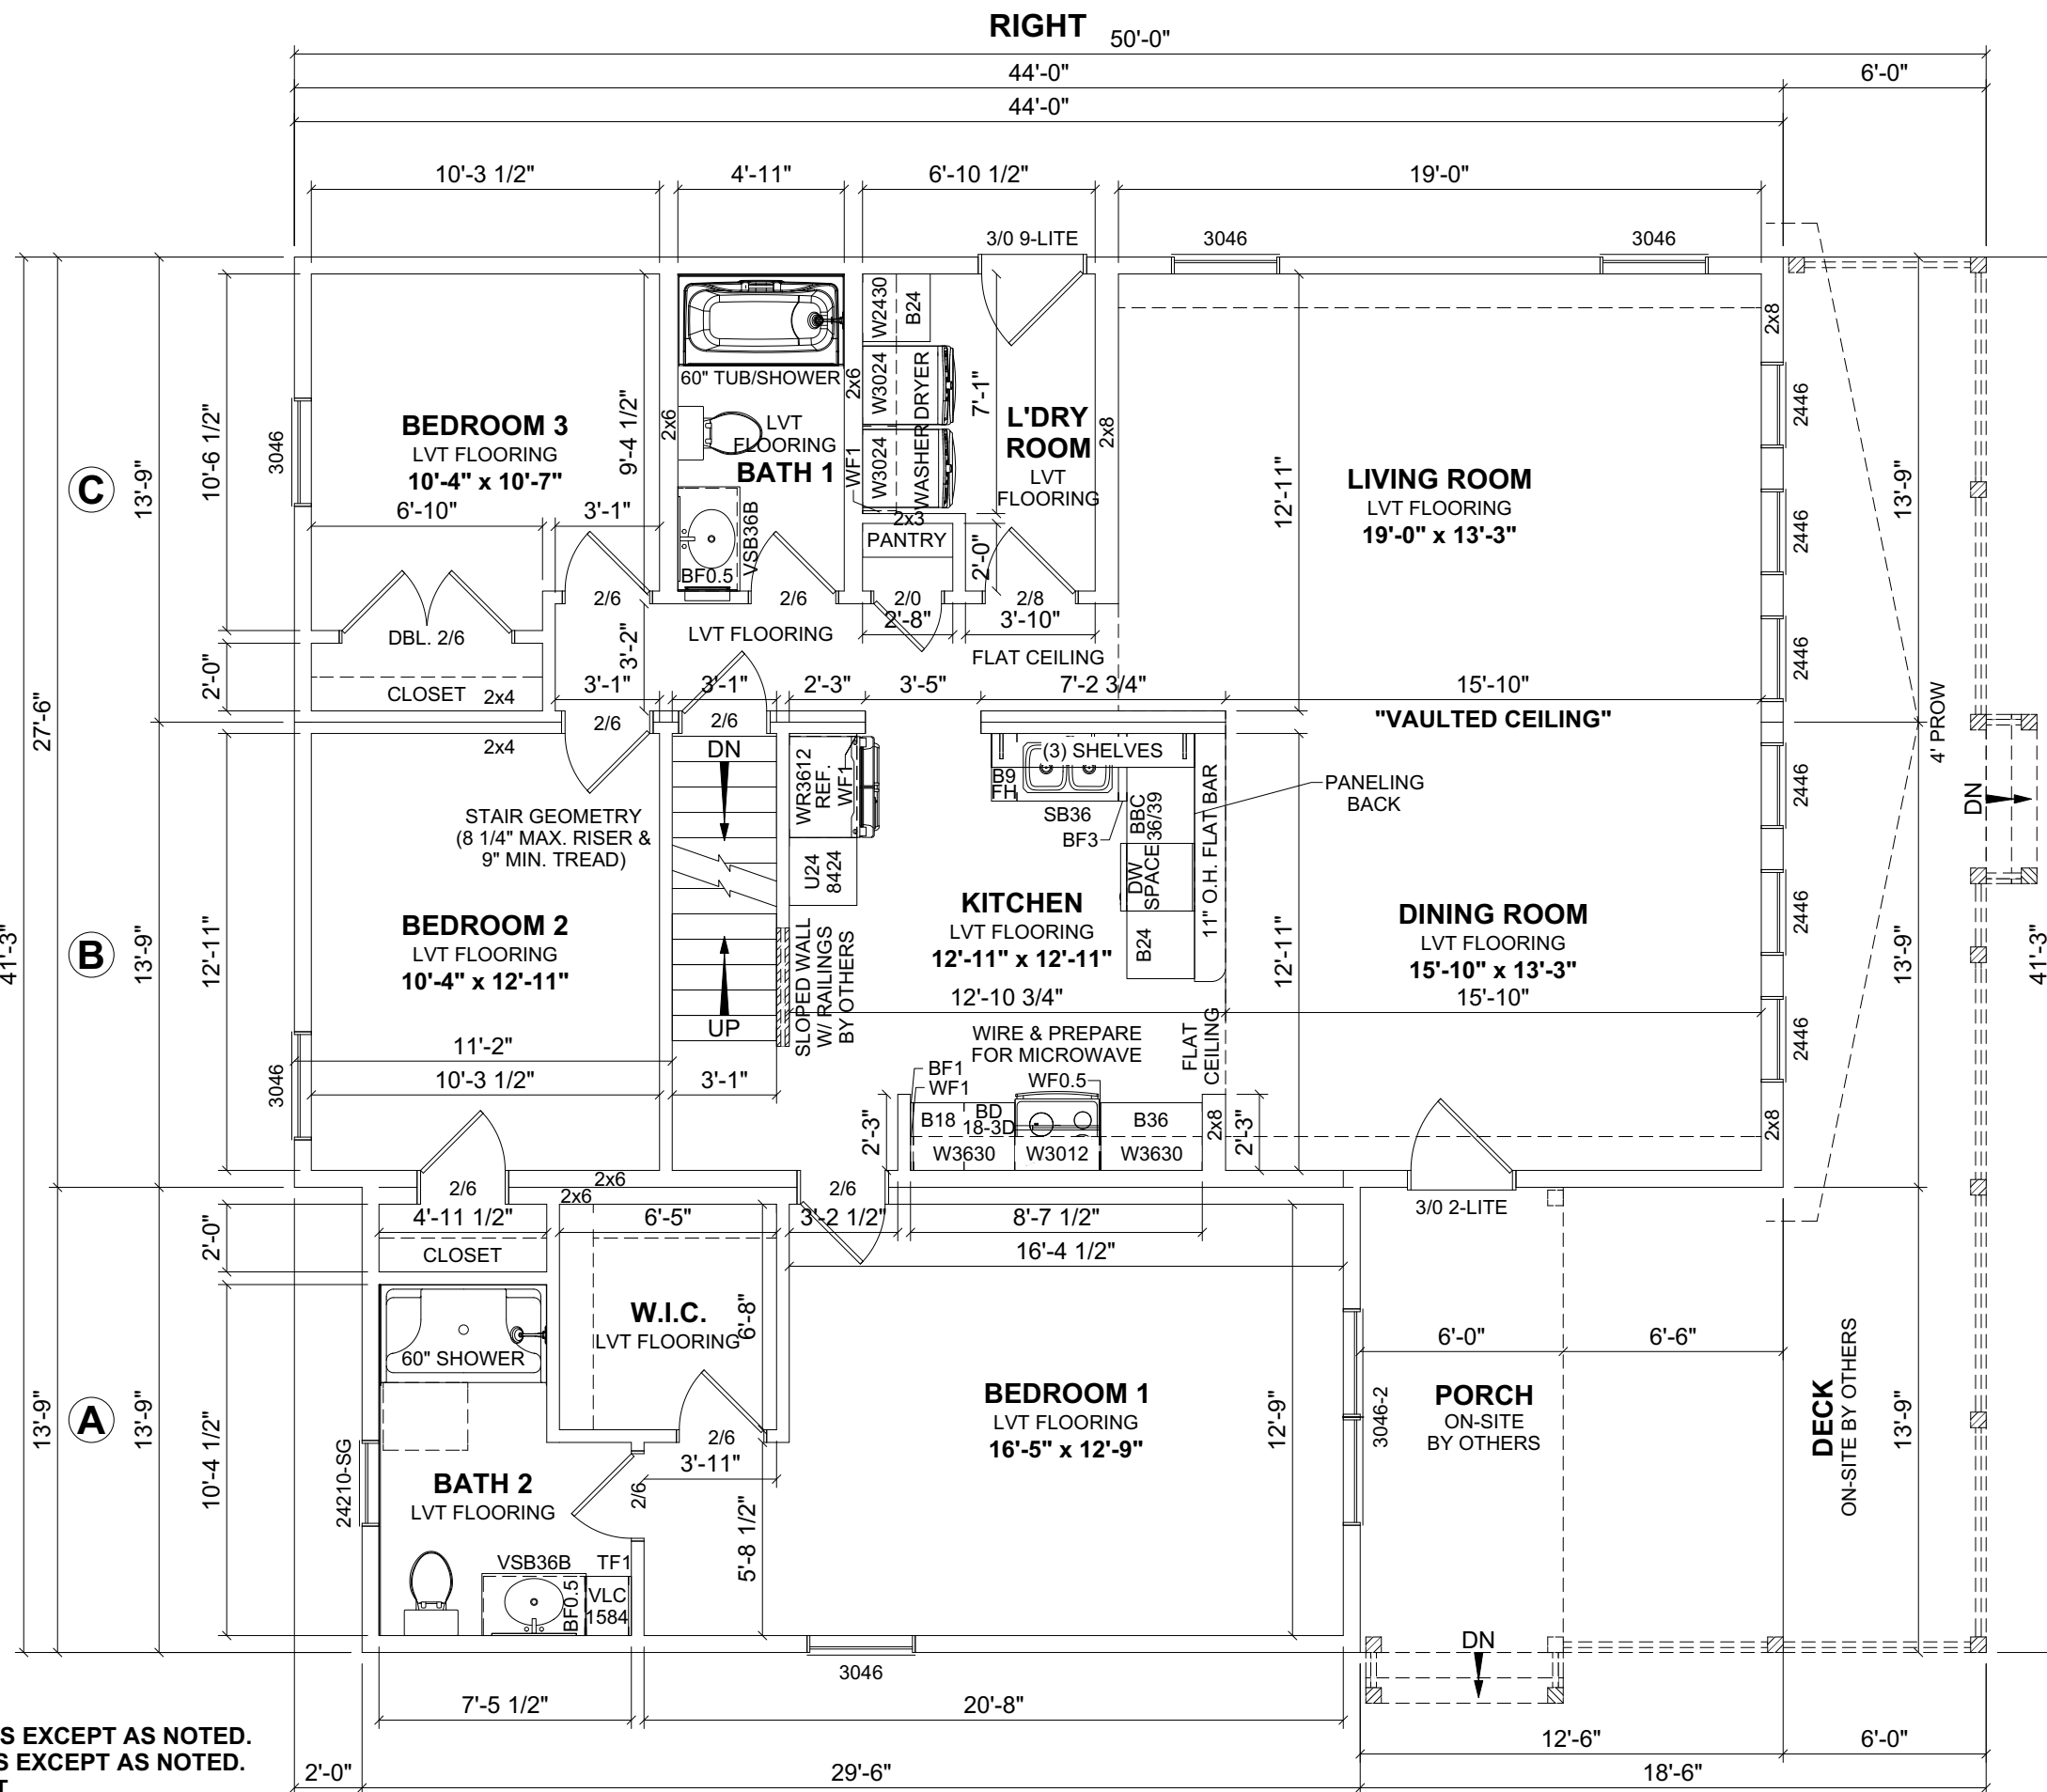 RIGHT
50'-0"
44'-0"
6'-0"
44'-0"
10'-3 1/2"
4'-11"
6'-10 1/2"
19'-0"
3/0 9-LITE
3046
3046
W2430
B24
2x8
60" TUB/SHOWER
2x6
W3024
DRYER
7'-1"
2446
BEDROOM 3
LVT FLOORING
10'-4" x 10'-7"
10'-6 1/2"
3046
9'-4 1/2"
2x6
LVT
FLOORING
BATH 1
WF1
W3024
WASHER
L'DRY
ROOM
LVT
FLOORING
2x8
LIVING ROOM
LVT FLOORING
19'-0" x 13'-3"
12'-11"
C
13'-9"
13'-9"
6'-10"
3'-1"
VSB36B
BF0.5
2x3
PANTRY
2'-0"
2446
2/6
2/6
2/0
2/8
2'-8"
3'-10"
DBL. 2/6
3'-2"
LVT FLOORING
FLAT CEILING
2446
2'-0"
CLOSET
2x4
3'-1"
3'-1"
2'-3"
3'-5"
7'-2 3/4"
15'-10"
27'-6"
2/6
2/6
"VAULTED CEILING"
4' PROW
2x4
DN
WR3612
REF.
WF1
(3) SHELVES
B9
FH
SB36
BF3
BBC
36/39
PANELING
BACK
2446
DN
STAIR GEOMETRY
(8 1/4" MAX. RISER &
9" MIN. TREAD)
U24
8424
DW
SPACE
11" O.H. FLAT BAR
B24
BEDROOM 2
LVT FLOORING
10'-4" x 12'-11"
KITCHEN
LVT FLOORING
12'-11" x 12'-11"
DINING ROOM
LVT FLOORING
15'-10" x 13'-3"
2446
41'-3"
B
13'-9"
12'-11"
12'-11"
13'-9"
41'-3"
UP
SLOPED WALL
W/ RAILINGS
BY OTHERS
12'-10 3/4"
15'-10"
WIRE & PREPARE
FOR MICROWAVE
FLAT
CEILING
2446
11'-2"
10'-3 1/2"
3'-1"
3046
BF1
WF1
WF0.5
2'-3"
B18
BD
18-3D
B36
W3630
W3012
W3630
2x8
2'-3"
2x8
2/6
2x6
2x6
2/6
3/0 2-LITE
4'-11 1/2"
6'-5"
3'-2 1/2"
8'-7 1/2"
2'-0"
CLOSET
16'-4 1/2"
W.I.C.
LVT FLOORING
6'-8"
60" SHOWER
6'-0"
6'-6"
BEDROOM 1
LVT FLOORING
16'-5" x 12'-9"
12'-9"
3046-2
PORCH
ON-SITE
BY OTHERS
DECK
ON-SITE BY OTHERS
13'-9"
13'-9"
A
13'-9"
10'-4 1/2"
24210-SG
2/6
3'-11"
BATH 2
LVT FLOORING
2/6
5'-8 1/2"
VSB36B
TF1
BF0.5
VLC
1584
DN
3046
7'-5 1/2"
20'-8"
S EXCEPT AS NOTED.
S EXCEPT AS NOTED.
12'-6"
6'-0"
2'-0"
29'-6"
18'-6"